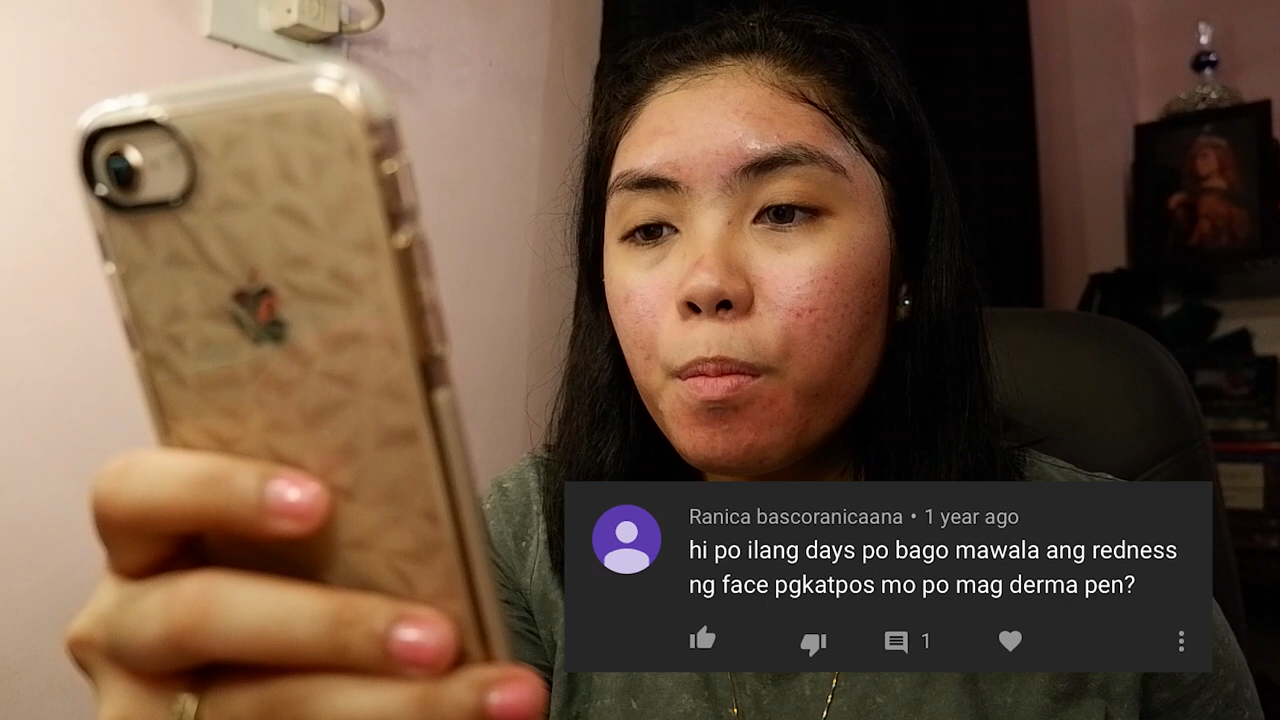 Ranica bascoranicaana • 1 year ago
hi po ilang days po bago mawala ang redness
ng face pgkatpos mo po mag derma pen?
1